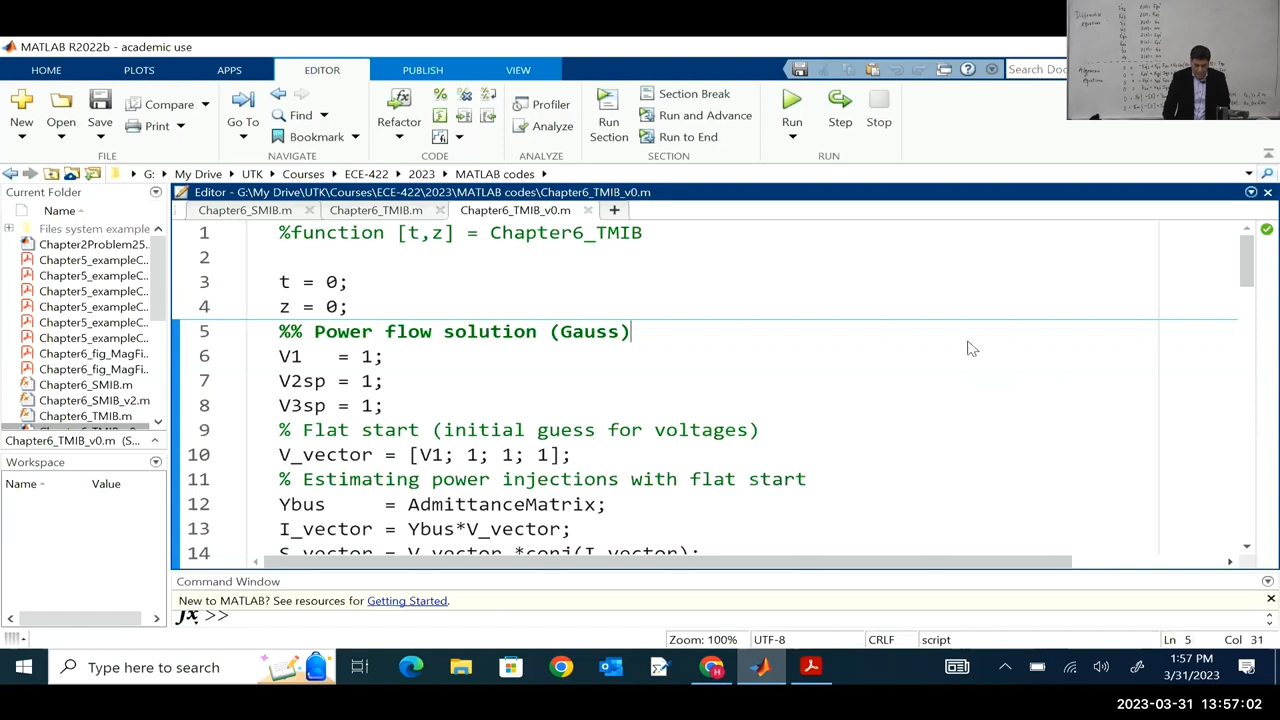 MATLAB R2022b - academic use
HOME PLOTS APPS EDITOR PUBLISH VIEW
Search Doc
New Open Save Compare Print
Go To Find Bookmark
Refactor
Profiler Analyze
Run Section
Section Break
Run and Advance
Run to End
Run Step Stop
FILE NAVIGATE CODE ANALYZE SECTION RUN
G: My Drive UTK Courses ECE-422 2023 MATLAB codes
Current Folder
Name
Files system example
Chapter2Problem25..
Chapter5_exampleC..
Chapter5_exampleC..
Chapter5_exampleC..
Chapter5_exampleC..
Chapter5_exampleC..
Chapter5_exampleC..
Chapter6_fig_MagFi..
Chapter6_fig_MagFi..
Chapter6_SMIB.m
Chapter6_SMIB_v2.m
Chapter6_TMIB.m
Chapter6_TMIB_v0.m (S...
Workspace
Name Value
Editor - G:\My Drive\UTK\Courses\ECE-422\2023\MATLAB codes\Chapter6_TMIB_v0.m
Chapter6_SMIB.m Chapter6_TMIB.m Chapter6_TMIB_v0.m
1 %function [t,z] = Chapter6_TMIB
2
3 t = 0;
4 z = 0;
5 %% Power flow solution (Gauss)
6 V1 = 1;
7 V2sp = 1;
8 V3sp = 1;
9 % Flat start (initial guess for voltages)
10 V_vector = [V1; 1; 1; 1];
11 % Estimating power injections with flat start
12 Ybus = AdmittanceMatrix;
13 I_vector = Ybus*V_vector;
14 S_vector = V_vector.*conj(I_vector);
Command Window
New to MATLAB? See resources for Getting Started.
fx >>
Zoom: 100% UTF-8 CRLF script Ln 5 Col 31
Type here to search
1:57 PM
3/31/2023
2023-03-31 13:57:02